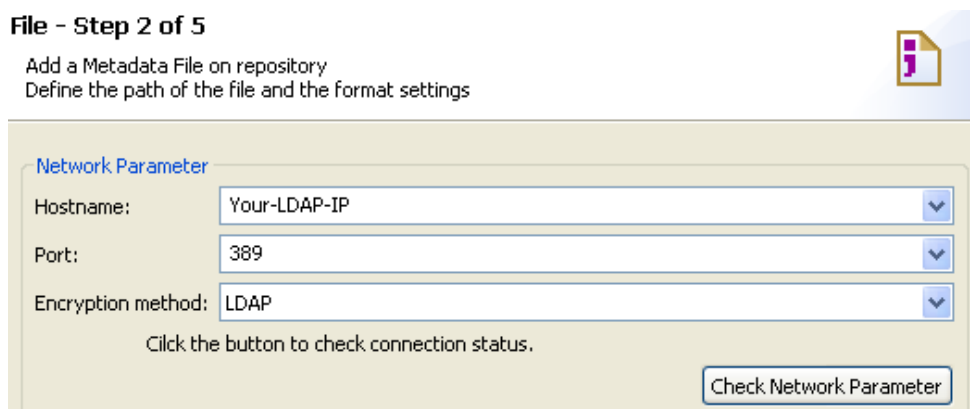 File - Step 2 of 5
Add a Metadata File on repository
Define the path of the file and the format settings
Network Parameter
Hostname: Your-LDAP-IP
Port: 389
Encryption method: LDAP
Cilck the button to check connection status.
Check Network Parameter